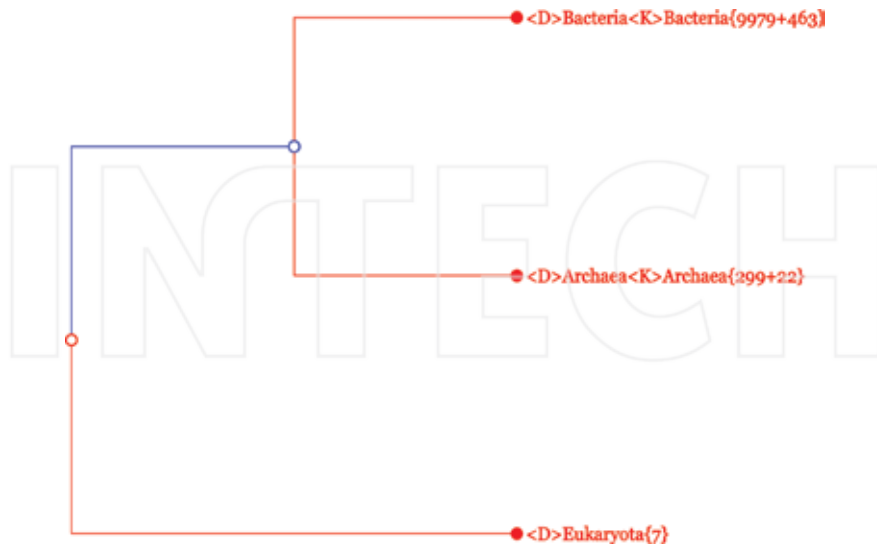 <D>Bacteria<K>Bacteria{9979+463}
INTECH
<D>Archaea<K>Archaea{299+22}
<D>Eukaryota{7}